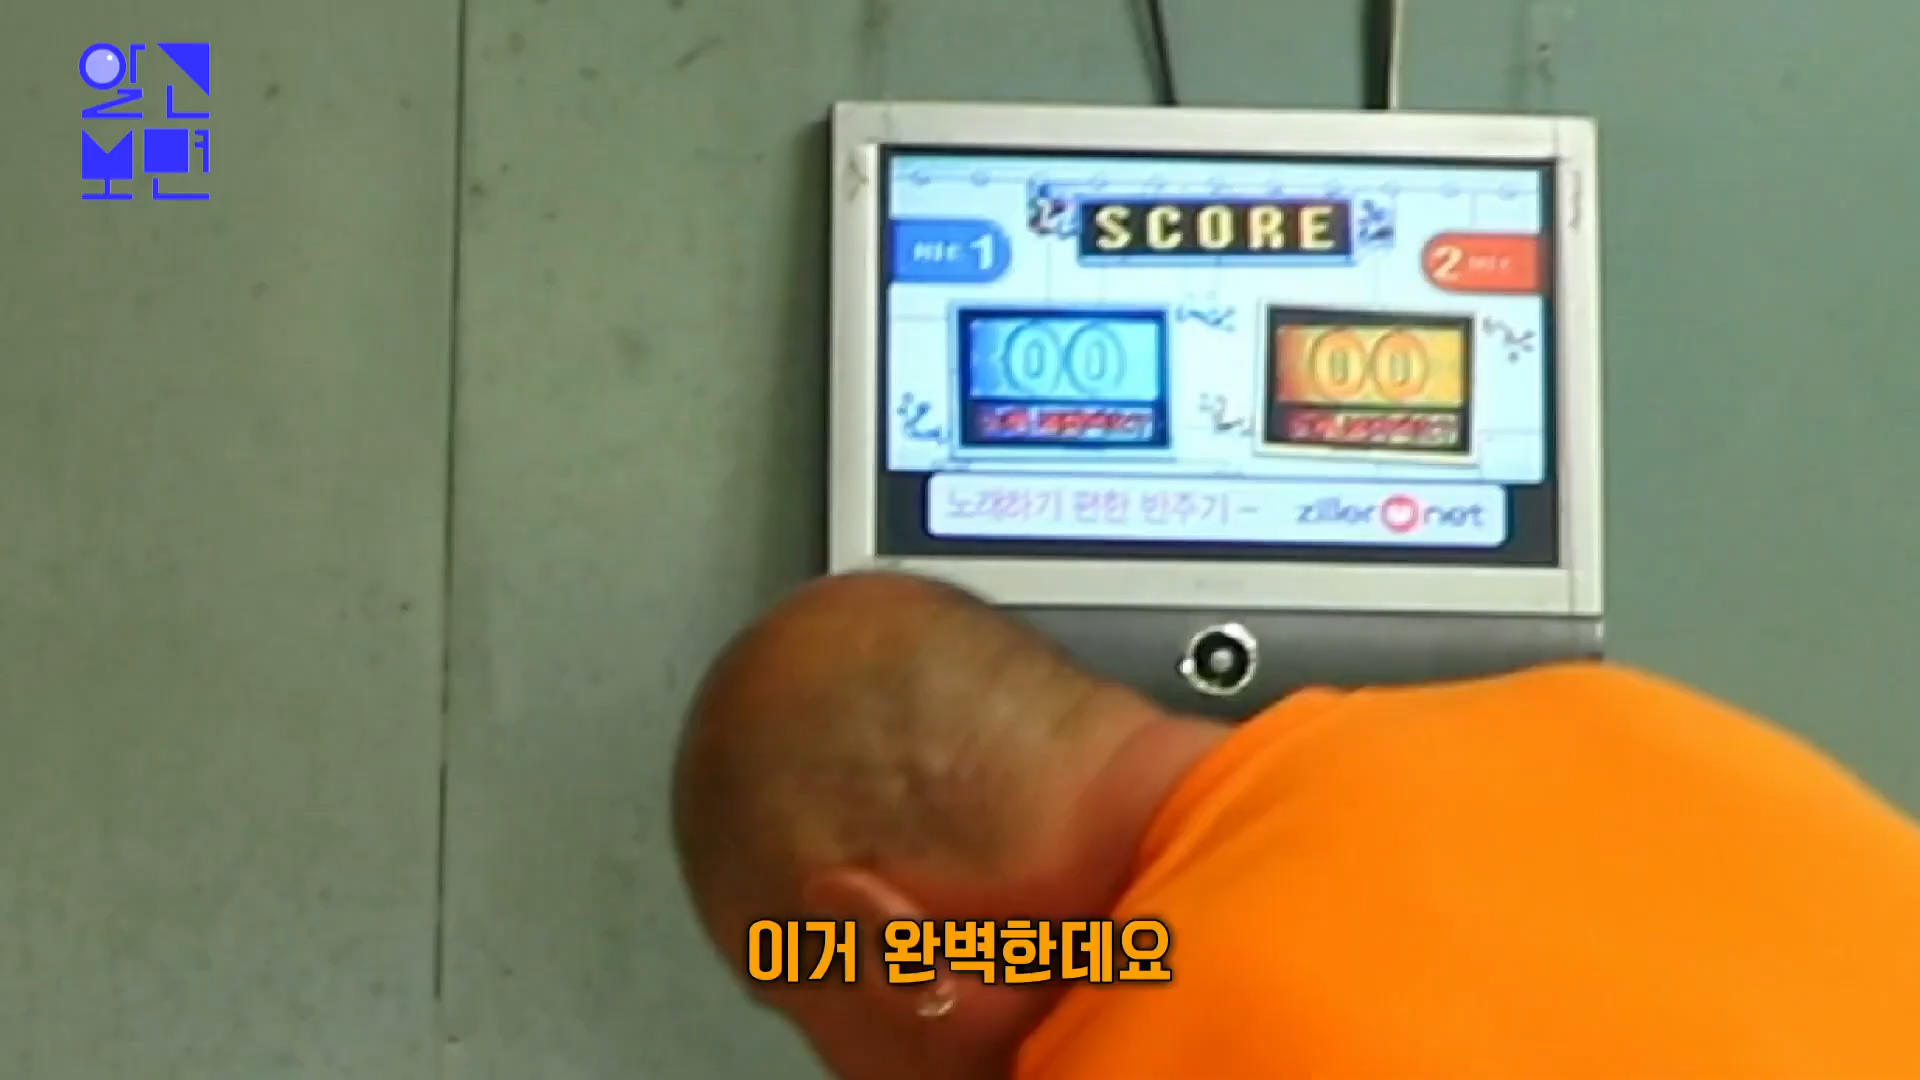 알고
보면
SCORE
MIC 1
2 MIC
00
00
노래하기 편한 반주기 -
ziller net
이거 완벽한데요